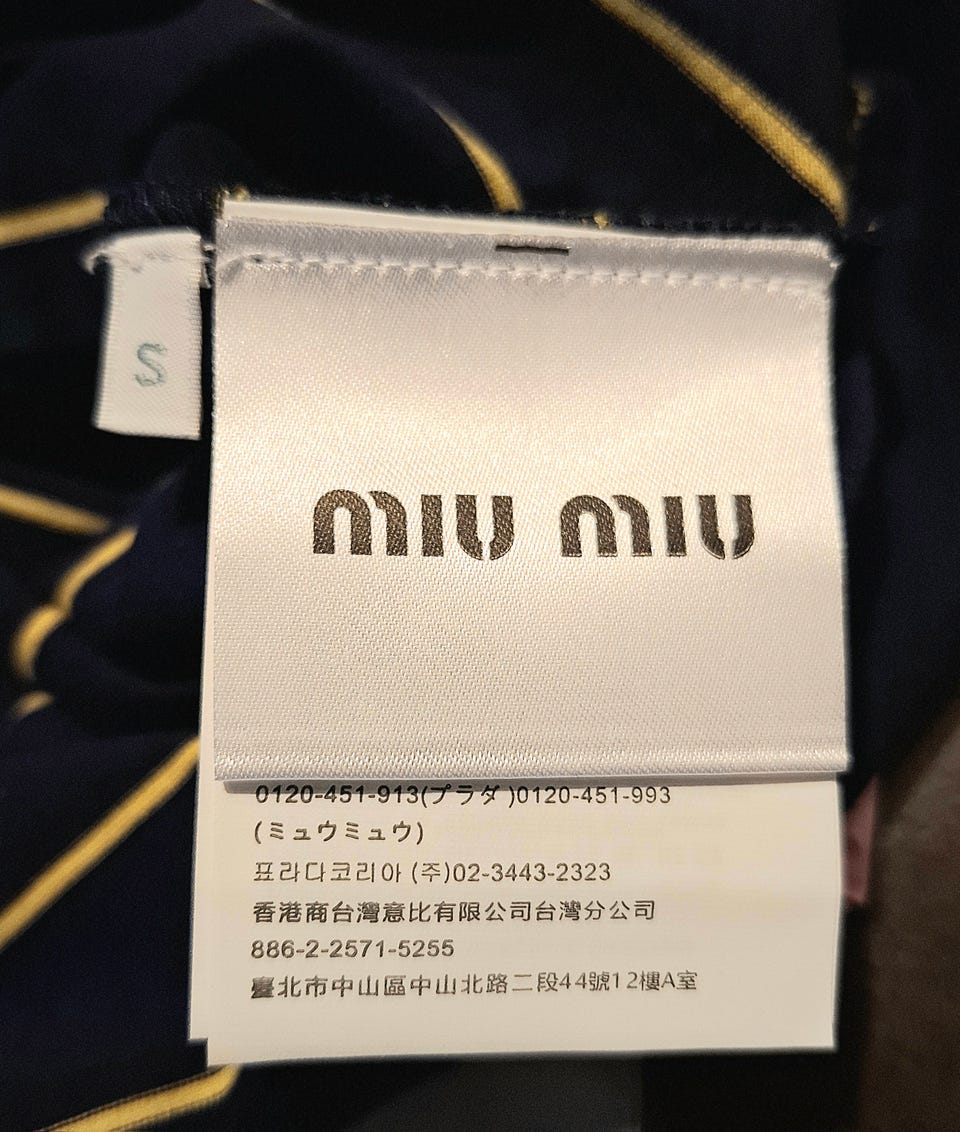 S
MIU MIU
0120-451-913(プラダ)0120-451-993
(ミュウミュウ)
프라다코리아 (주)02-3443-2323
香港商台灣意比有限公司台灣分公司
886-2-2571-5255
臺北市中山區中山北路二段44號12樓A室